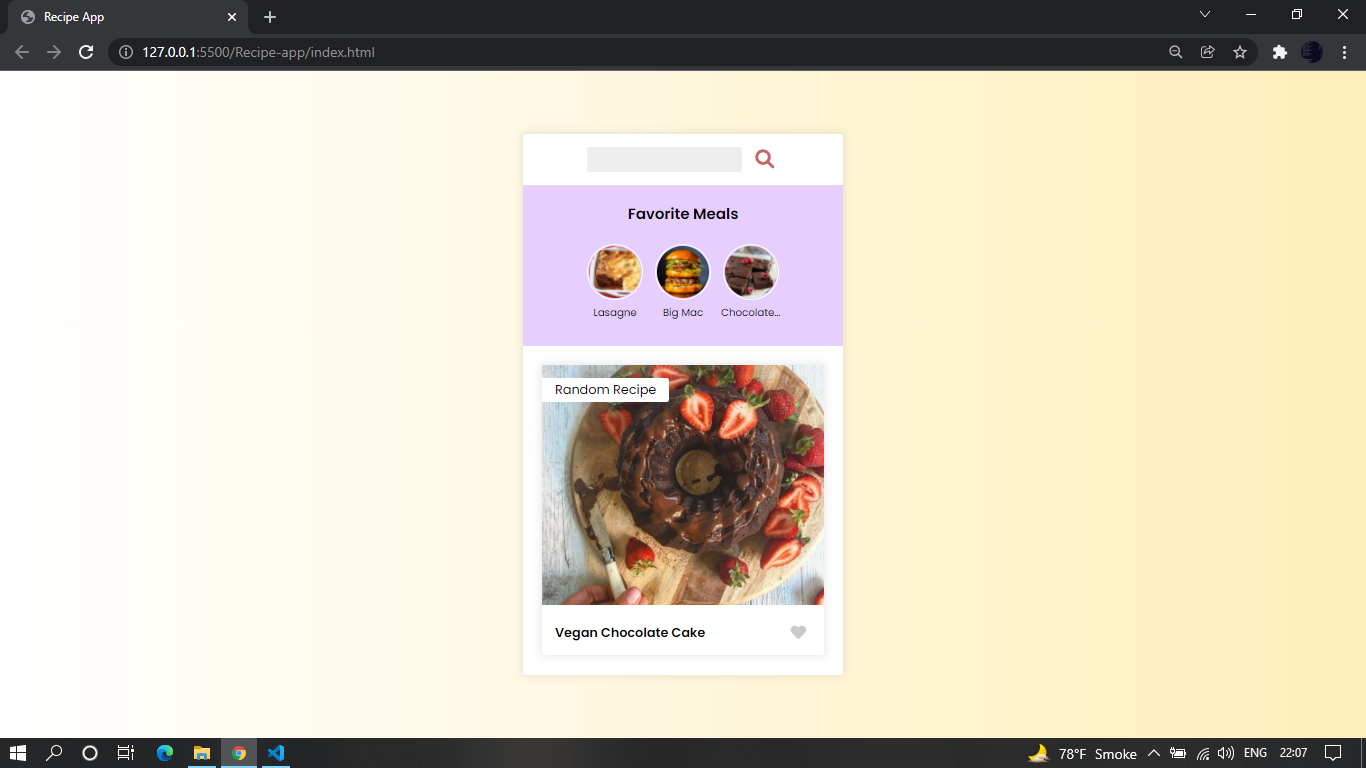 Recipe App
127.0.0.1:5500/Recipe-app/index.html
Favorite Meals
Lasagne Big Mac Chocolate...
Random Recipe
Vegan Chocolate Cake
78°F Smoke ENG 22:07